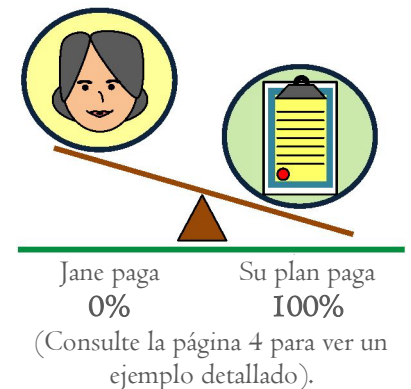 Jane paga Su plan paga
0% 100%
(Consulte la página 4 para ver un
ejemplo detallado).